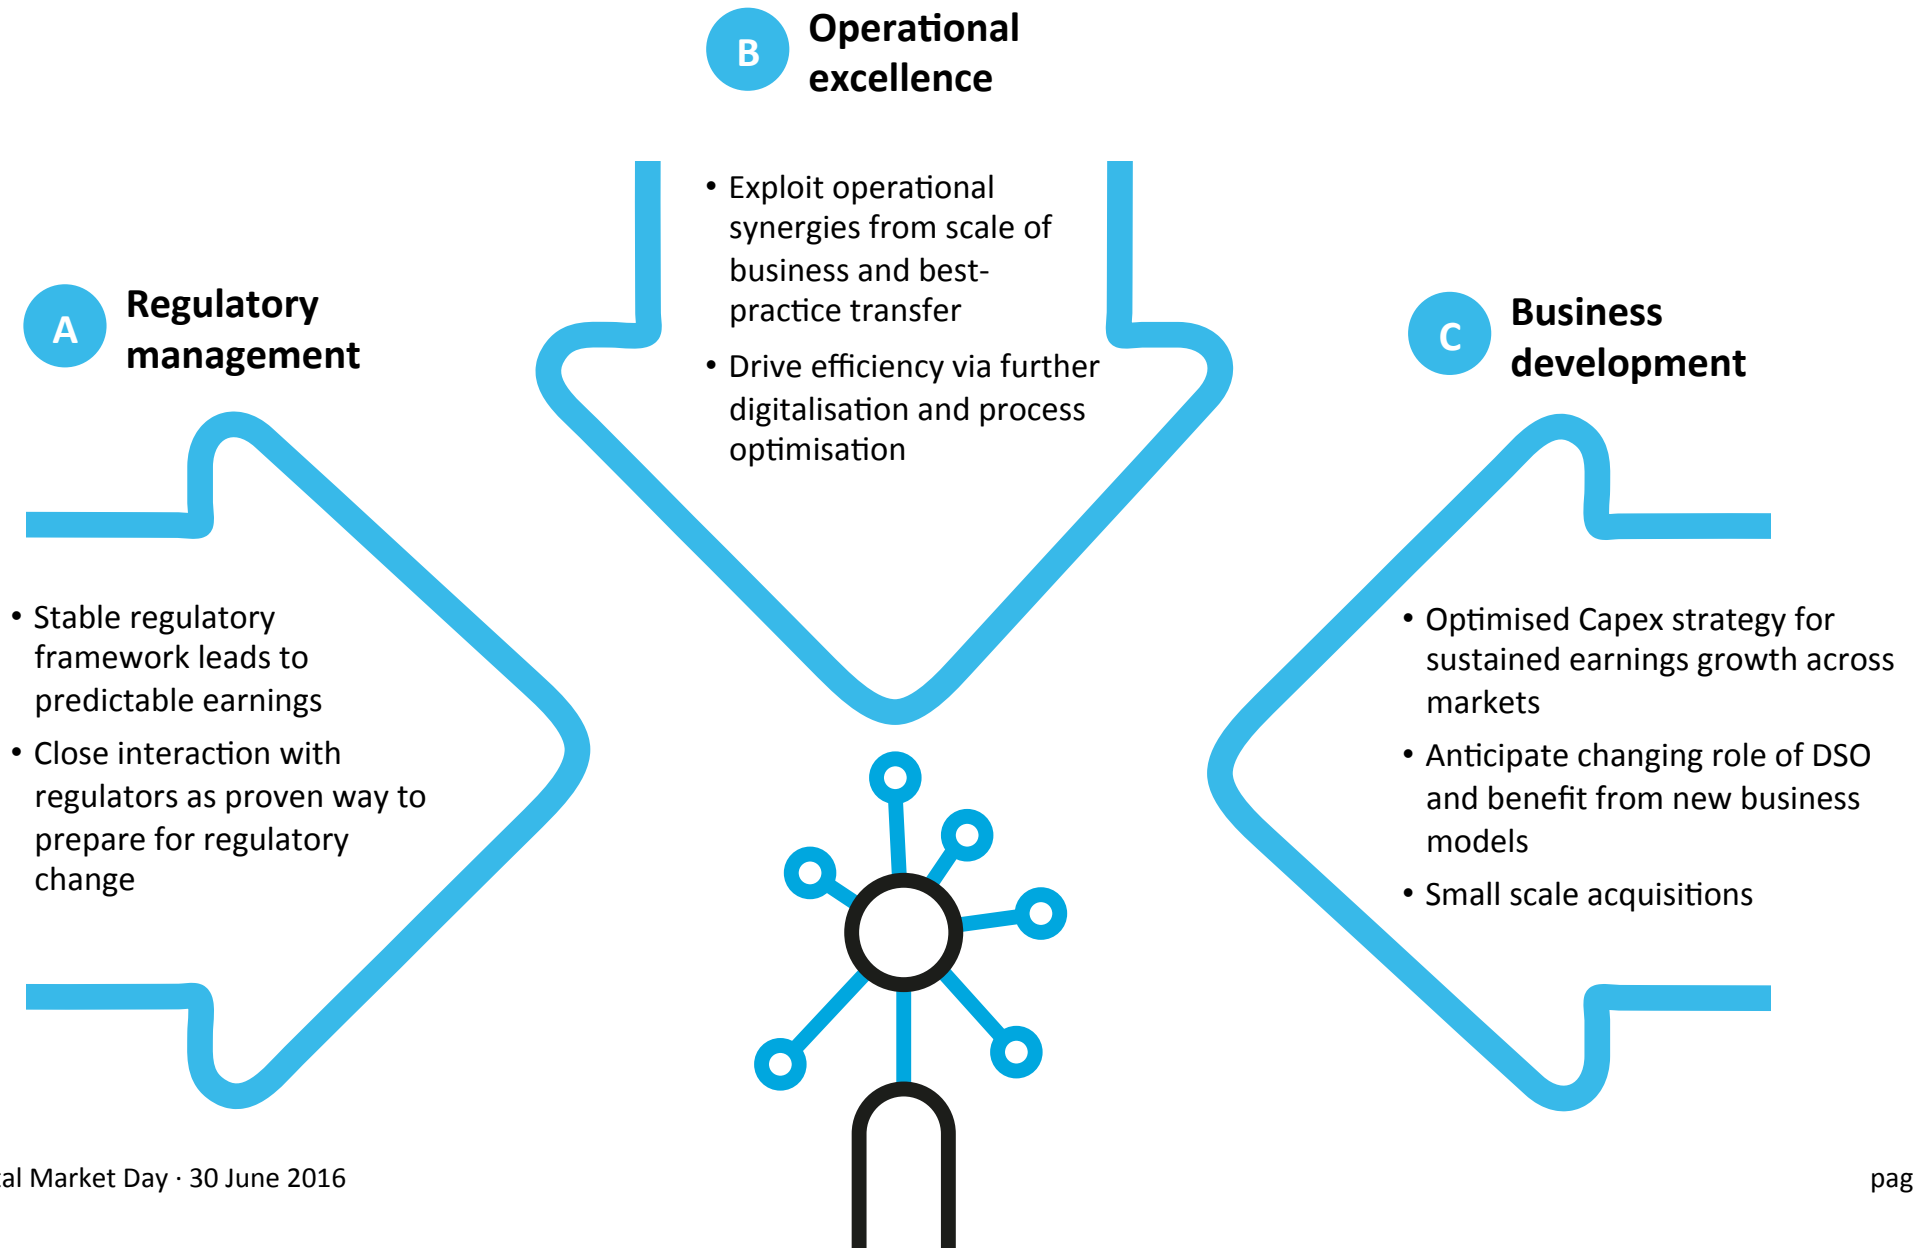 B
Operational
excellence
• Exploit operational
synergies from scale of
business and best-
practice transfer
• Drive efficiency via further
digitalisation and process
optimisation
A
Regulatory
management
• Stable regulatory
framework leads to
predictable earnings
• Close interaction with
regulators as proven way to
prepare for regulatory
change
C
Business
development
• Optimised Capex strategy for
sustained earnings growth across
markets
• Anticipate changing role of DSO
and benefit from new business
models
• Small scale acquisitions
tal Market Day · 30 June 2016
pag